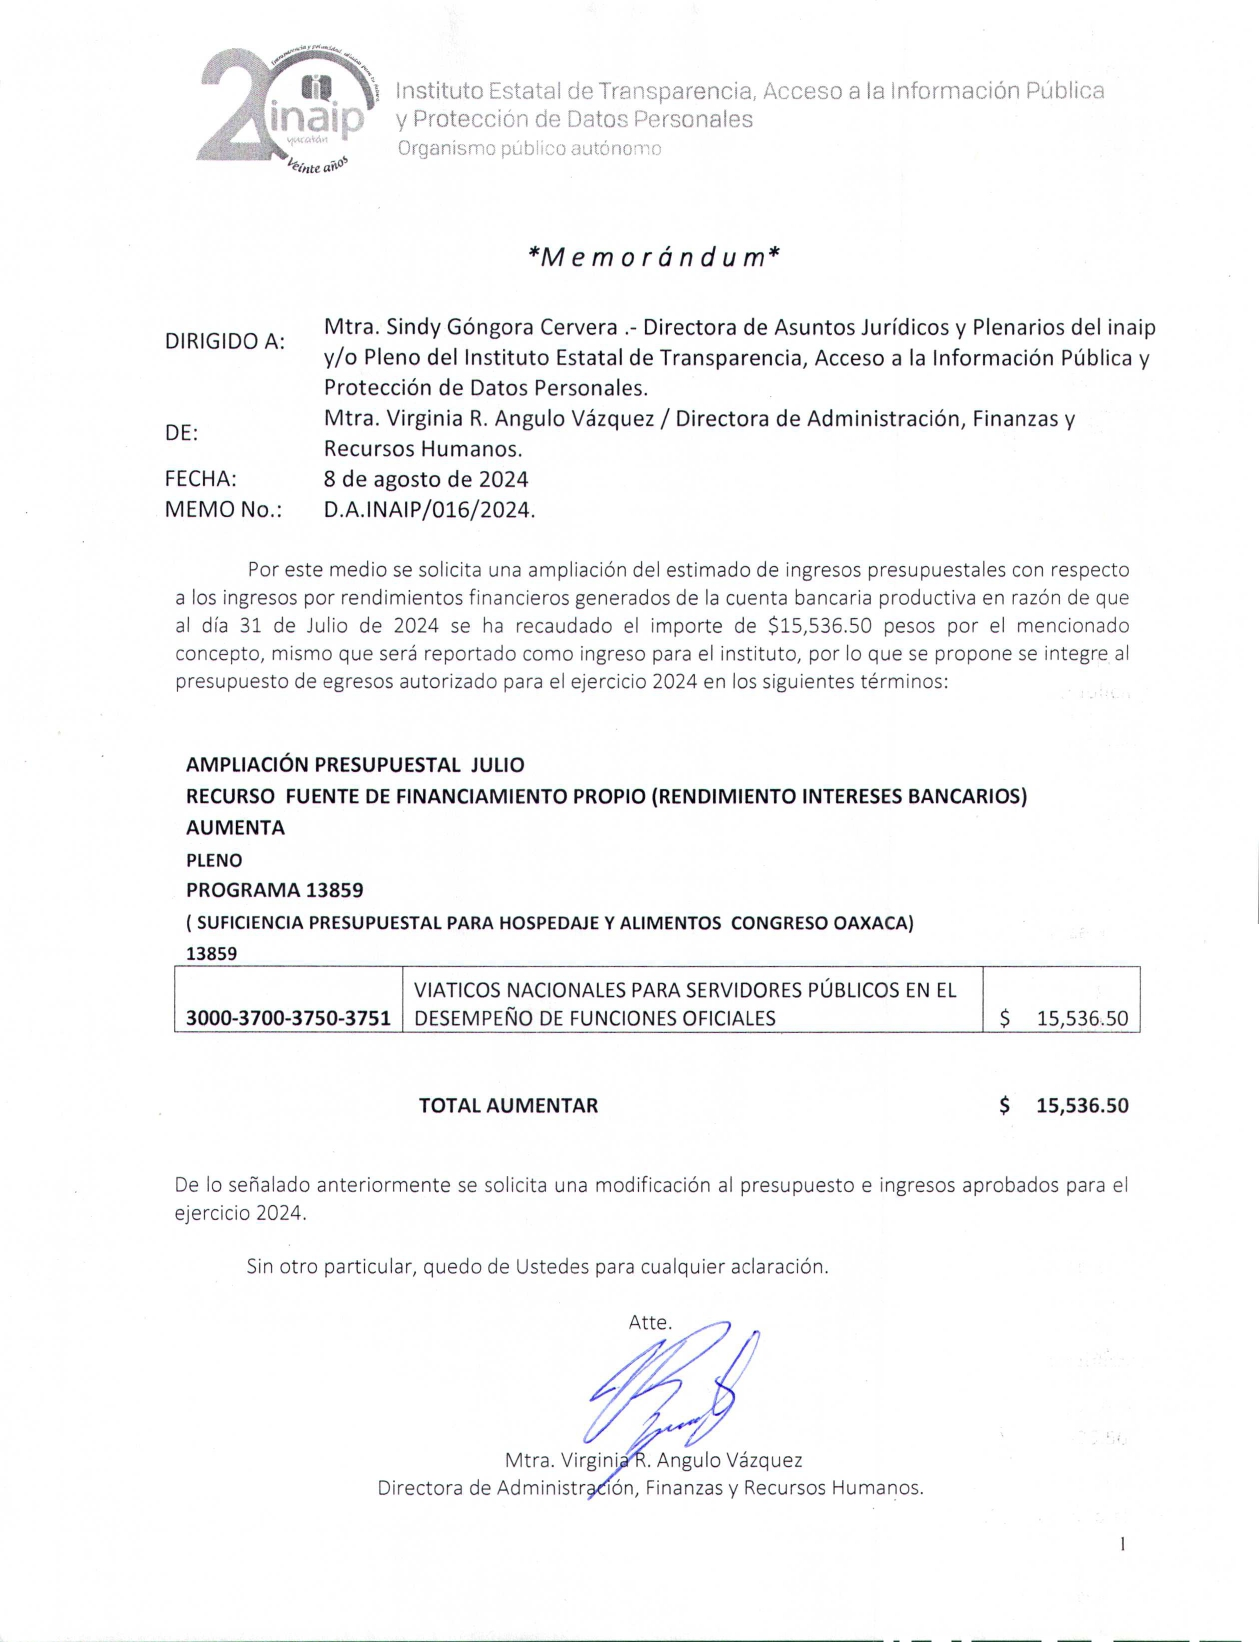 Transparencia y privacidad
20 inaip
yucatán
Veinte años
Instituto Estatal de Transparencia, Acceso a la Información Pública
y Protección de Datos Personales
Organismo público autónomo
*Memorándum*
DIRIGIDO A: Mtra. Sindy Góngora Cervera .- Directora de Asuntos Jurídicos y Plenarios del inaip
y/o Pleno del Instituto Estatal de Transparencia, Acceso a la Información Pública y
Protección de Datos Personales.
DE: Mtra. Virginia R. Angulo Vázquez / Directora de Administración, Finanzas y
Recursos Humanos.
FECHA: 8 de agosto de 2024
MEMO No.: D.A.INAIP/016/2024.
Por este medio se solicita una ampliación del estimado de ingresos presupuestales con respecto
a los ingresos por rendimientos financieros generados de la cuenta bancaria productiva en razón de que
al día 31 de Julio de 2024 se ha recaudado el importe de $15,536.50 pesos por el mencionado
concepto, mismo que será reportado como ingreso para el instituto, por lo que se propone se integre al
presupuesto de egresos autorizado para el ejercicio 2024 en los siguientes términos:
AMPLIACIÓN PRESUPUESTAL JULIO
RECURSO FUENTE DE FINANCIAMIENTO PROPIO (RENDIMIENTO INTERESES BANCARIOS)
AUMENTA
PLENO
PROGRAMA 13859
( SUFICIENCIA PRESUPUESTAL PARA HOSPEDAJE Y ALIMENTOS CONGRESO OAXACA)
13859
VIATICOS NACIONALES PARA SERVIDORES PÚBLICOS EN EL
3000-3700-3750-3751 DESEMPEÑO DE FUNCIONES OFICIALES $ 15,536.50
TOTAL AUMENTAR $ 15,536.50
De lo señalado anteriormente se solicita una modificación al presupuesto e ingresos aprobados para el
ejercicio 2024.
Sin otro particular, quedo de Ustedes para cualquier aclaración.
Atte.
Mtra. Virginia R. Angulo Vázquez
Directora de Administración, Finanzas y Recursos Humanos.
1